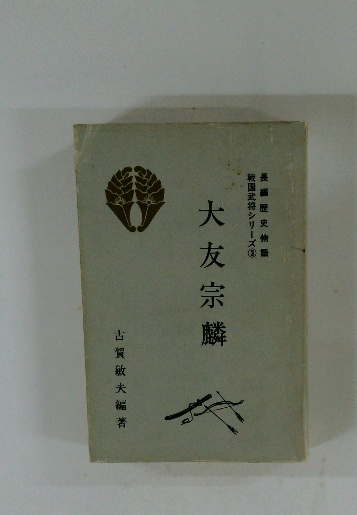 長編歴史物語
戦国武将シリーズ③
大友宗麟
古賀敏夫編著